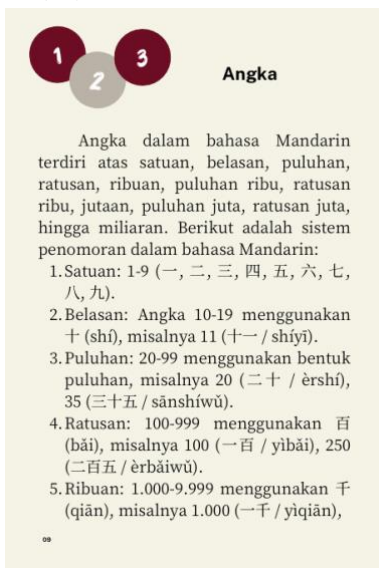 1
2
3
Angka
Angka dalam bahasa Mandarin
terdiri atas satuan, belasan, puluhan,
ratusan, ribuan, puluhan ribu, ratusan
ribu, jutaan, puluhan juta, ratusan juta,
hingga miliaran. Berikut adalah sistem
penomoran dalam bahasa Mandarin:
1. Satuan: 1-9 (一, 二, 三, 四, 五, 六, 七,
八, 九).
2. Belasan: Angka 10-19 menggunakan
十 (shí), misalnya 11 (十一 / shíyī).
3. Puluhan: 20-99 menggunakan bentuk
puluhan, misalnya 20 (二十 / èrshí),
35 (三十五 / sānshíwǔ).
4. Ratusan: 100-999 menggunakan 百
(bǎi), misalnya 100 (一百 / yìbǎi), 250
(二百五 / èrbǎiwǔ).
5. Ribuan: 1.000-9.999 menggunakan 千
(qiān), misalnya 1.000 (一千 / yìqiān),
09